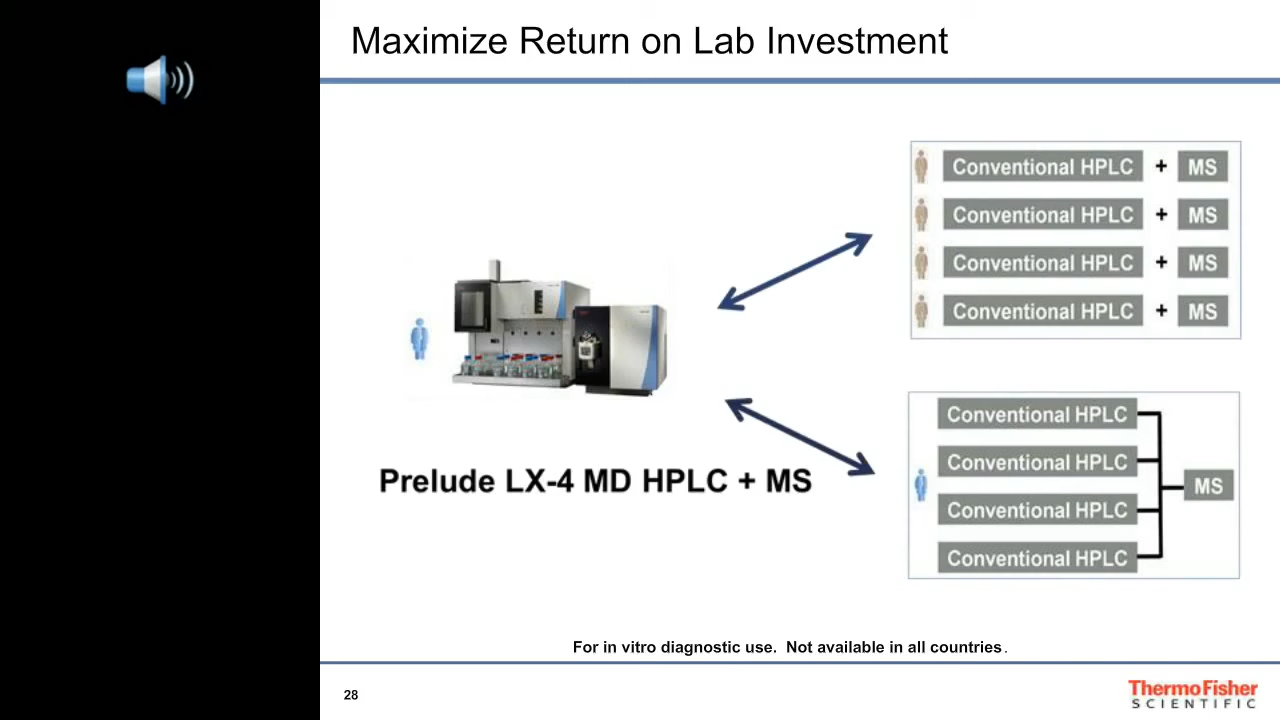 Maximize Return on Lab Investment
Conventional HPLC + MS
Conventional HPLC + MS
Conventional HPLC + MS
Conventional HPLC + MS
Prelude LX-4 MD HPLC + MS
Conventional HPLC
Conventional HPLC
Conventional HPLC
Conventional HPLC
MS
For in vitro diagnostic use. Not available in all countries.
28
ThermoFisher
SCIENTIFIC